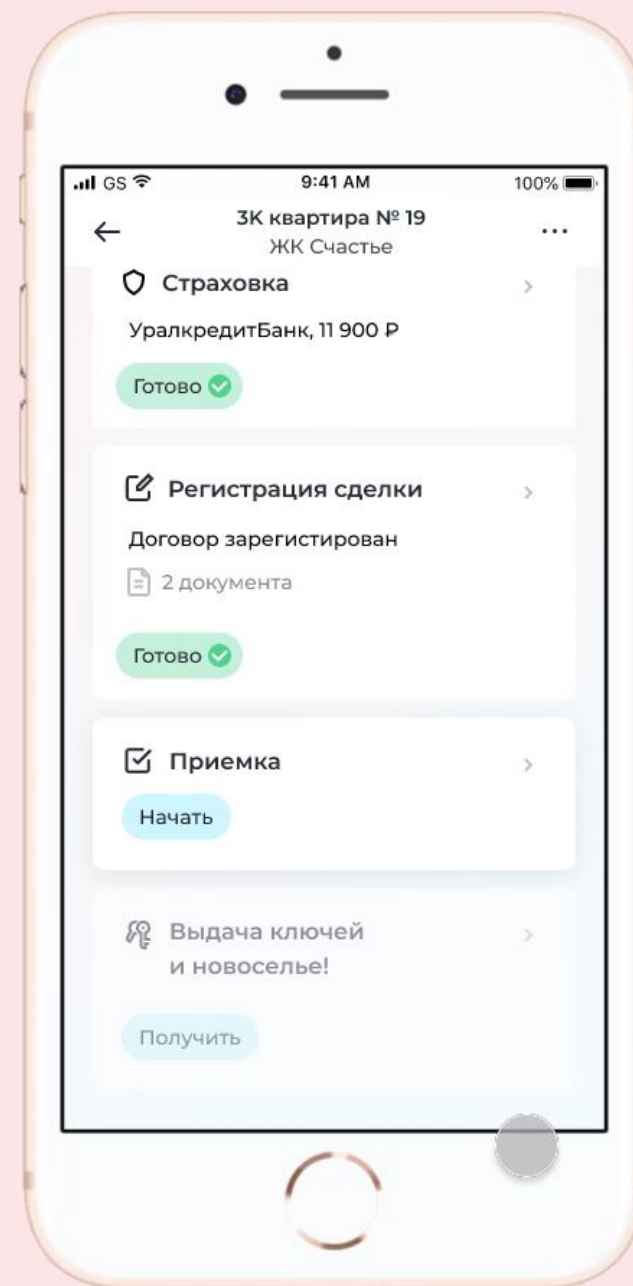 GS 9:41 AM 100%
3К квартира № 19
ЖК Счастье
Страховка
УралкредитБанк, 11 900 ₽
Готово
Регистрация сделки
Договор зарегистирован
2 документа
Готово
Приемка
Начать
Выдача ключей
и новоселье!
Получить